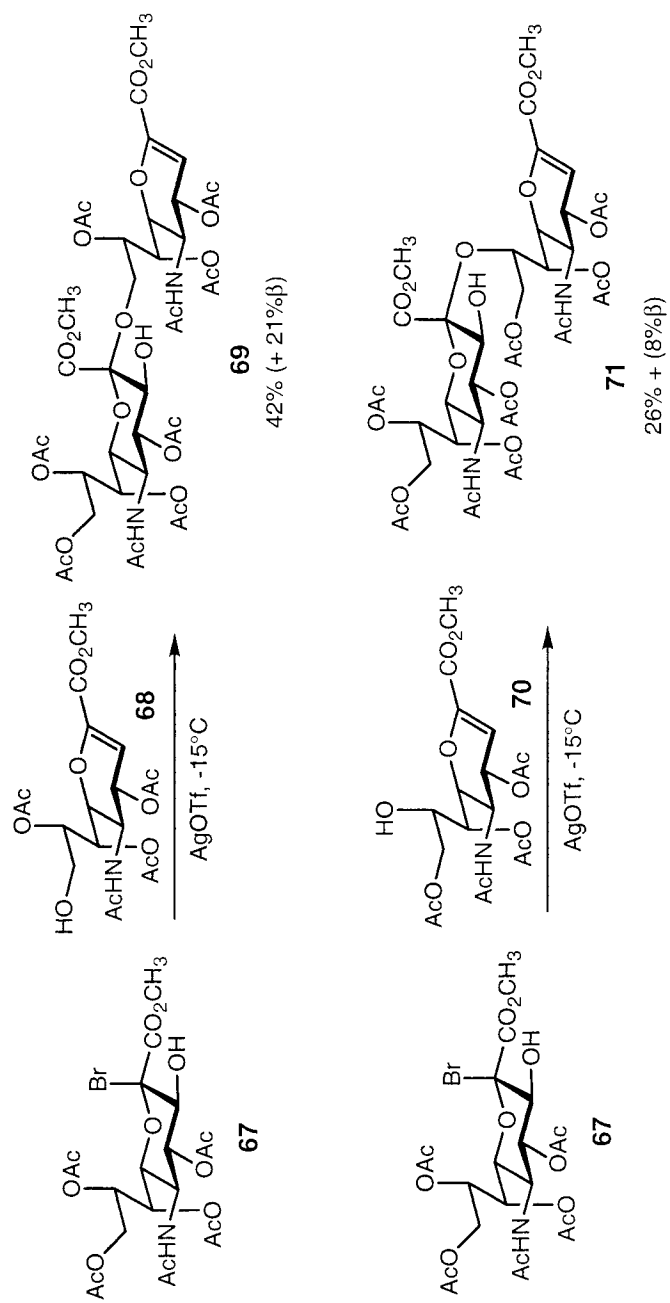 OAc
AcO
Br
CO₂CH₃
O
OH
AcHN
OAc
AcO
67
OAc
HO
CO₂CH₃
O
AcHN
OAc
AcO
68
AgOTf, -15°C
OAc
CO₂CH₃
AcO
O
O
OH
AcHN
OAc
AcO
OAc
CO₂CH₃
O
AcHN
OAc
AcO
69
42% (+ 21%β)
OAc
AcO
Br
CO₂CH₃
O
OH
AcHN
OAc
AcO
67
HO
AcO
CO₂CH₃
O
AcHN
OAc
AcO
70
AgOTf, -15°C
OAc
CO₂CH₃
AcO
O
O
OH
AcHN
OAc
AcO
AcO
CO₂CH₃
O
AcHN
OAc
AcO
71
26% + (8%β)